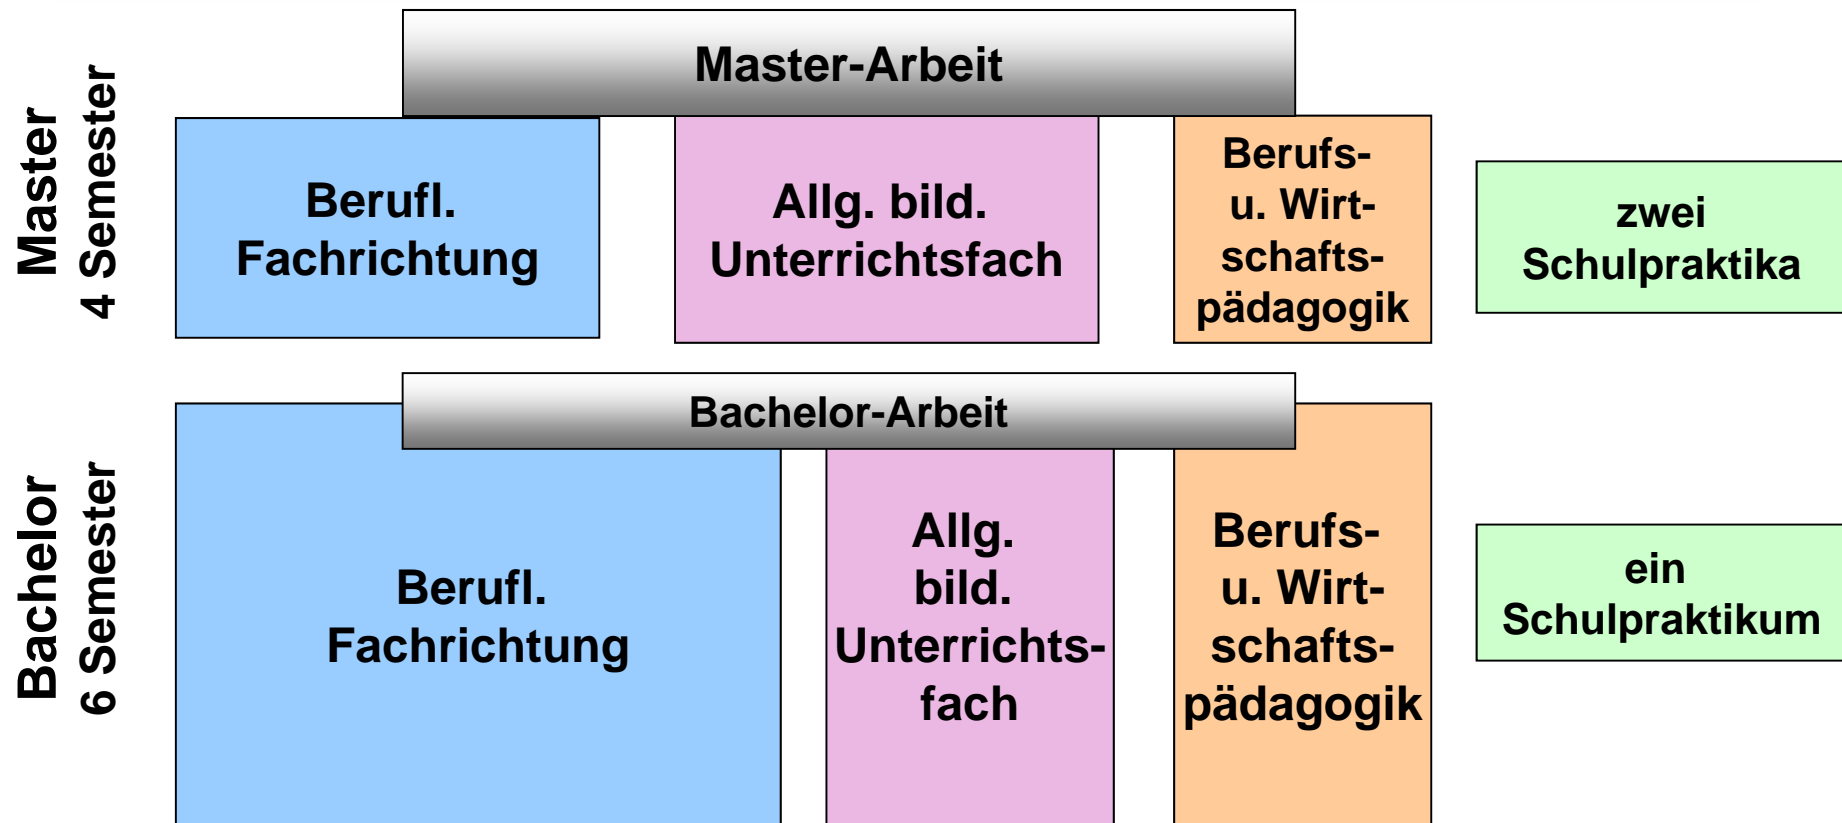 Master
4 Semester
Master-Arbeit
Berufl.
Fachrichtung
Allg. bild.
Unterrichtsfach
Berufs-
u. Wirt-
schafts-
pädagogik
zwei
Schulpraktika
Bachelor
6 Semester
Bachelor-Arbeit
Berufl.
Fachrichtung
Allg.
bild.
Unterrichts-
fach
Berufs-
u. Wirt-
schafts-
pädagogik
ein
Schulpraktikum